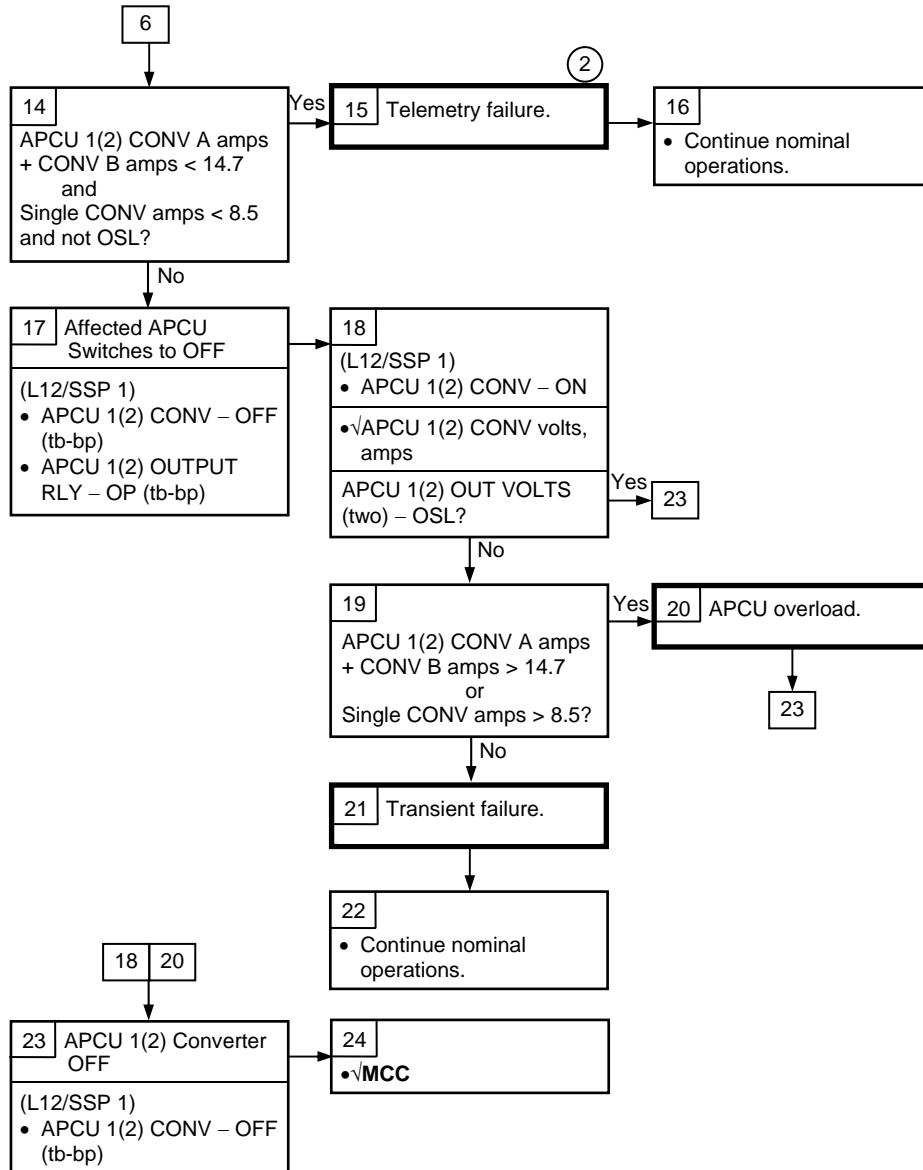 6
14
APCU 1(2) CONV A amps
+ CONV B amps < 14.7
and
Single CONV amps < 8.5
and not OSL?
Yes
2
15 Telemetry failure.
16
• Continue nominal
operations.
No
17 Affected APCU
Switches to OFF
(L12/SSP 1)
• APCU 1(2) CONV – OFF
(tb-bp)
• APCU 1(2) OUTPUT
RLY – OP (tb-bp)
18
(L12/SSP 1)
• APCU 1(2) CONV – ON
•√APCU 1(2) CONV volts,
amps
APCU 1(2) OUT VOLTS
(two) – OSL?
Yes
23
No
19
APCU 1(2) CONV A amps
+ CONV B amps > 14.7
or
Single CONV amps > 8.5?
Yes
20 APCU overload.
23
No
21 Transient failure.
22
• Continue nominal
operations.
18 20
23 APCU 1(2) Converter
OFF
(L12/SSP 1)
• APCU 1(2) CONV – OFF
(tb-bp)
24
•√MCC